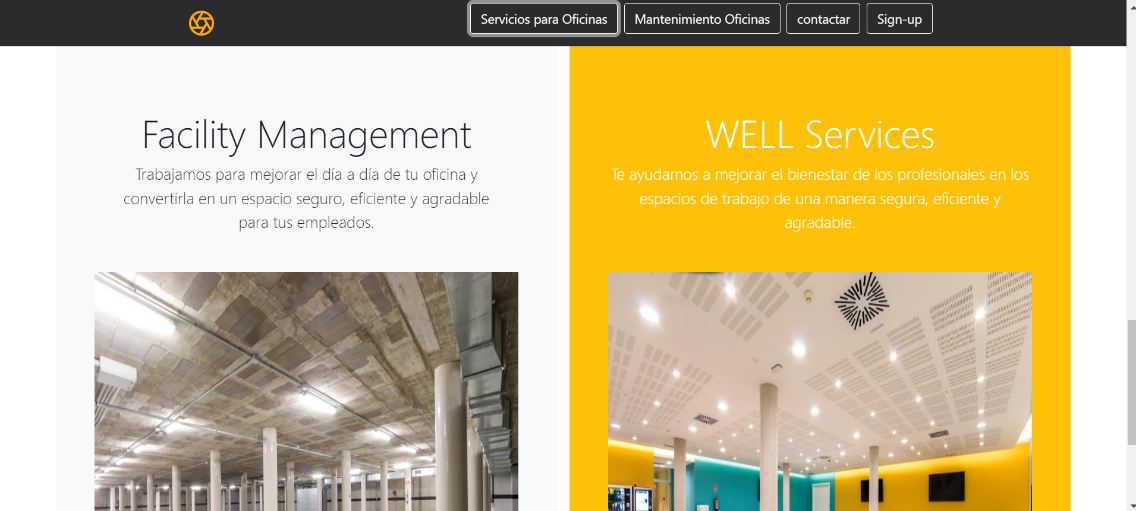 Servicios para Oficinas
Mantenimiento Oficinas
contactar
Sign-up
Facility Management
Trabajamos para mejorar el día a día de tu oficina y
convertirla en un espacio seguro, eficiente y agradable
para tus empleados.
WELL Services
Te ayudamos a mejorar el bienestar de los profesionales en los
espacios de trabajo de una manera segura, eficiente y
agradable.